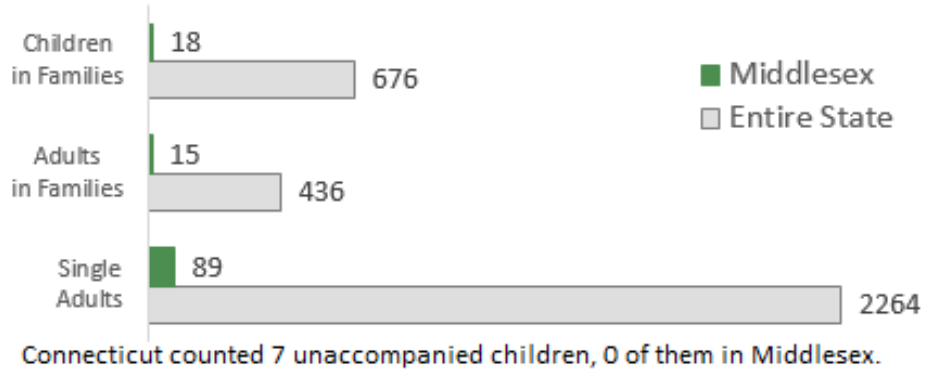 Children
in Families
18
676
Middlesex
Entire State
Adults
in Families
15
436
Single
Adults
89
2264
Connecticut counted 7 unaccompanied children, 0 of them in Middlesex.